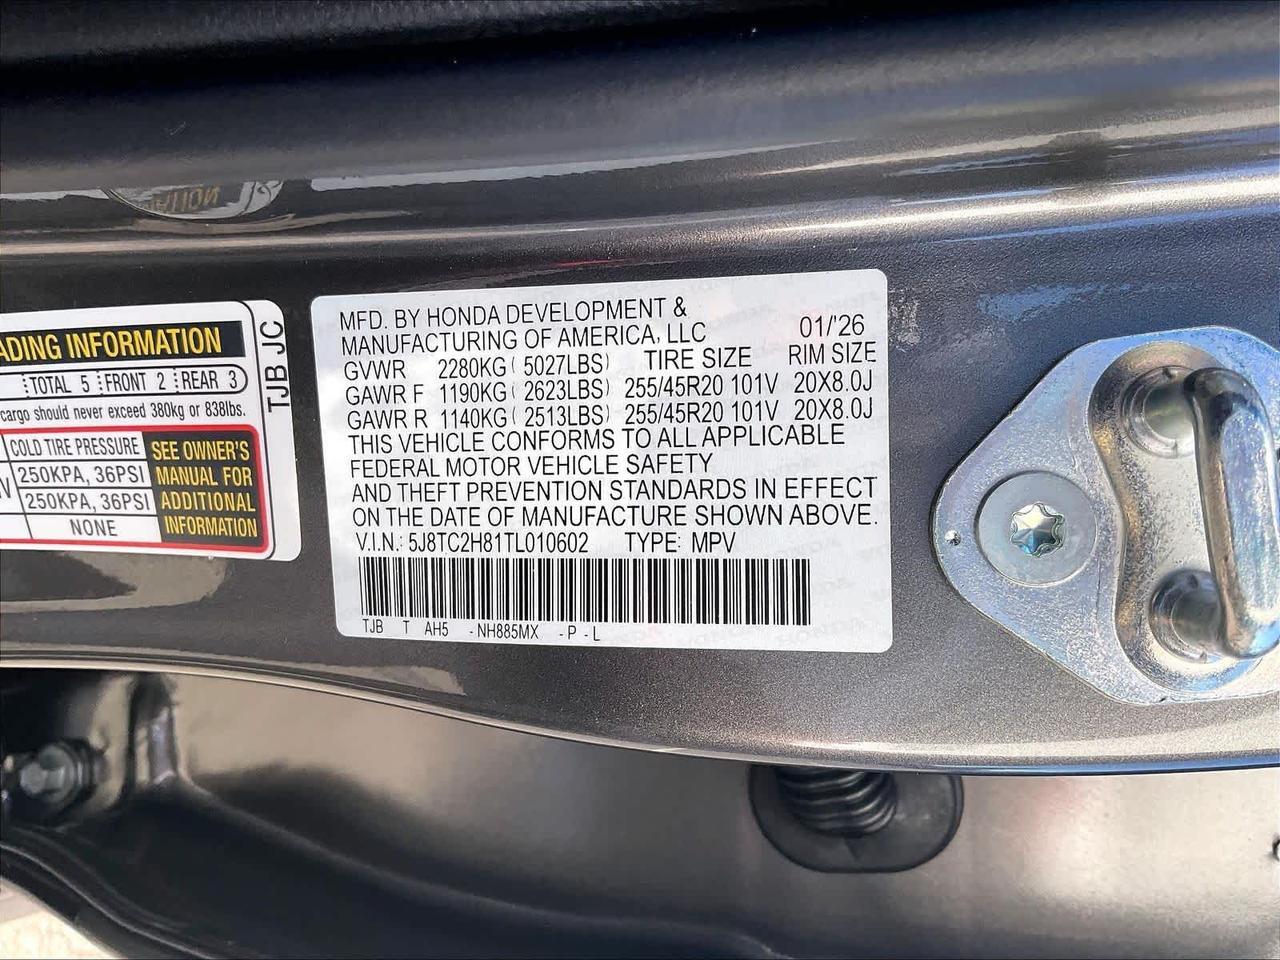 ADING INFORMATION
TOTAL 5 FRONT 2 REAR 3
cargo should never exceed 380kg or 838lbs.
COLD TIRE PRESSURE
250KPA, 36PSI
250KPA, 36PSI
NONE
SEE OWNER'S
MANUAL FOR
ADDITIONAL
INFORMATION
TJB JC
MFD. BY HONDA DEVELOPMENT &
MANUFACTURING OF AMERICA, LLC 01/'26
GVWR 2280KG ( 5027LBS) TIRE SIZE RIM SIZE
GAWR F 1190KG ( 2623LBS) 255/45R20 101V 20X8.0J
GAWR R 1140KG ( 2513LBS) 255/45R20 101V 20X8.0J
THIS VEHICLE CONFORMS TO ALL APPLICABLE
FEDERAL MOTOR VEHICLE SAFETY
AND THEFT PREVENTION STANDARDS IN EFFECT
ON THE DATE OF MANUFACTURE SHOWN ABOVE.
V.I.N.: 5J8TC2H81TL010602 TYPE: MPV
TJB T AH5 -NH885MX -P-L